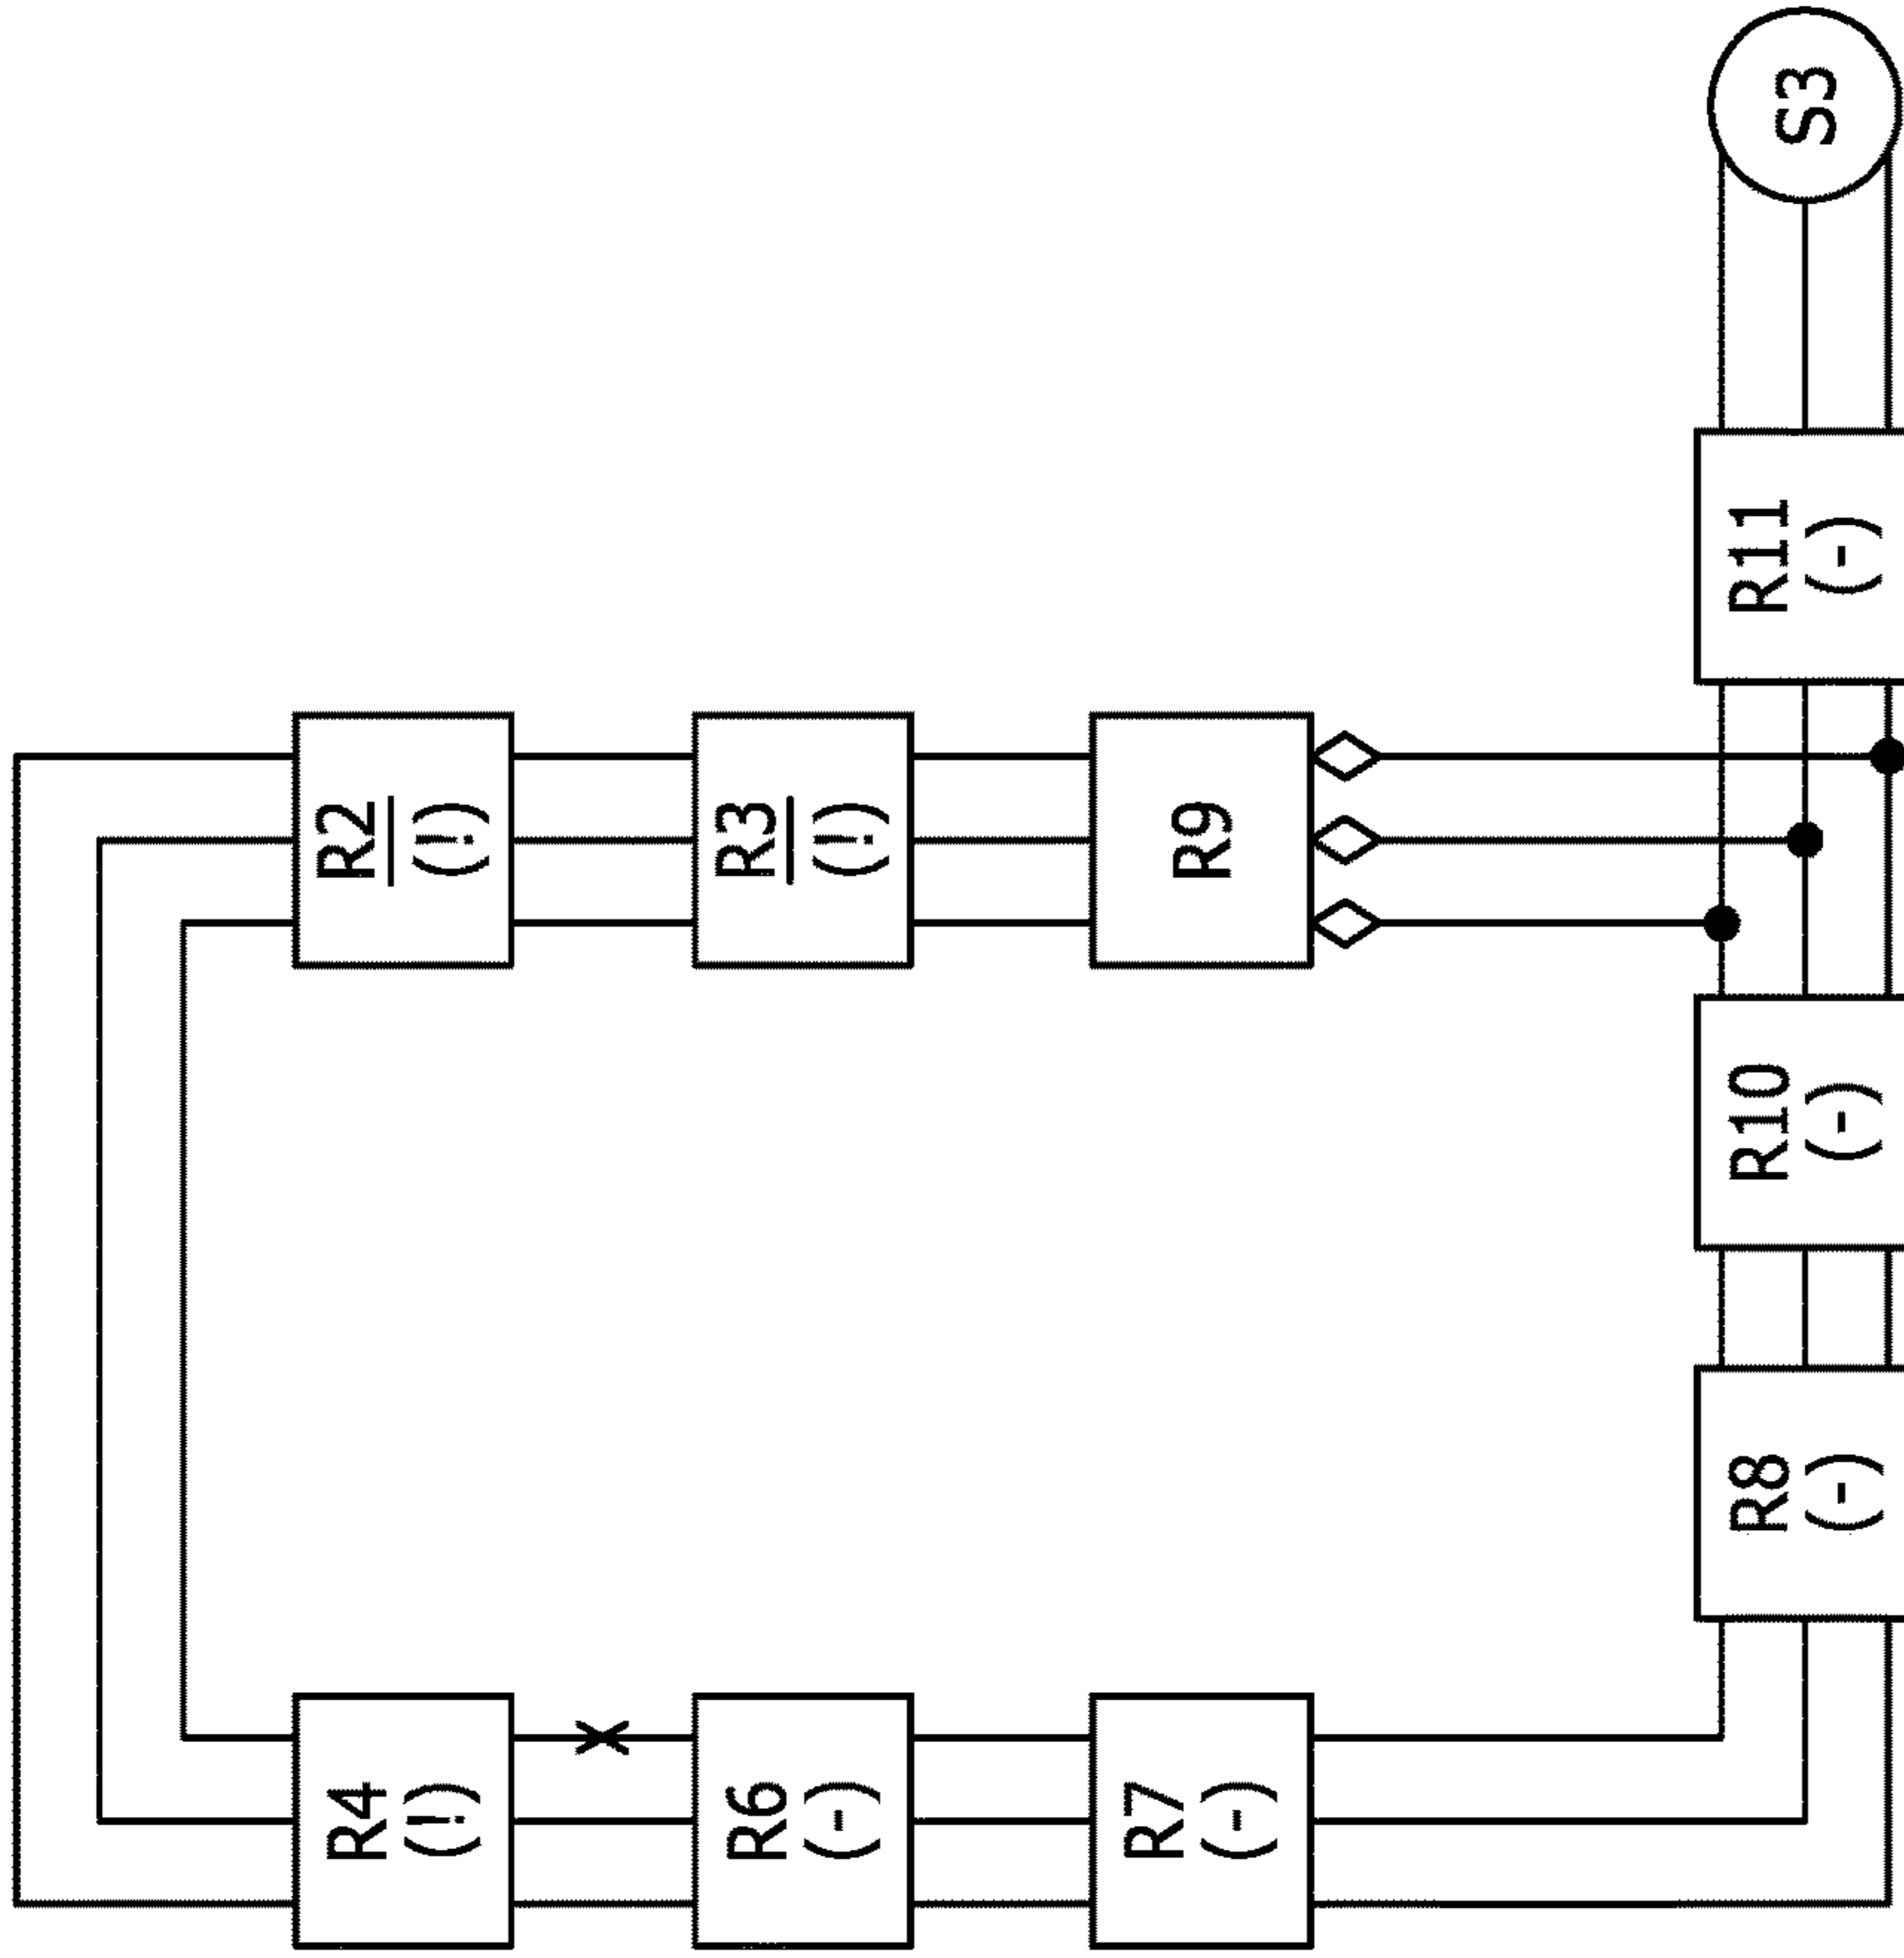 R4
(!)
R2
(!)
R6
(-)
R3
(!)
R7
(-)
R9
R8
(-)
R10
(-)
R11
(-)
S3